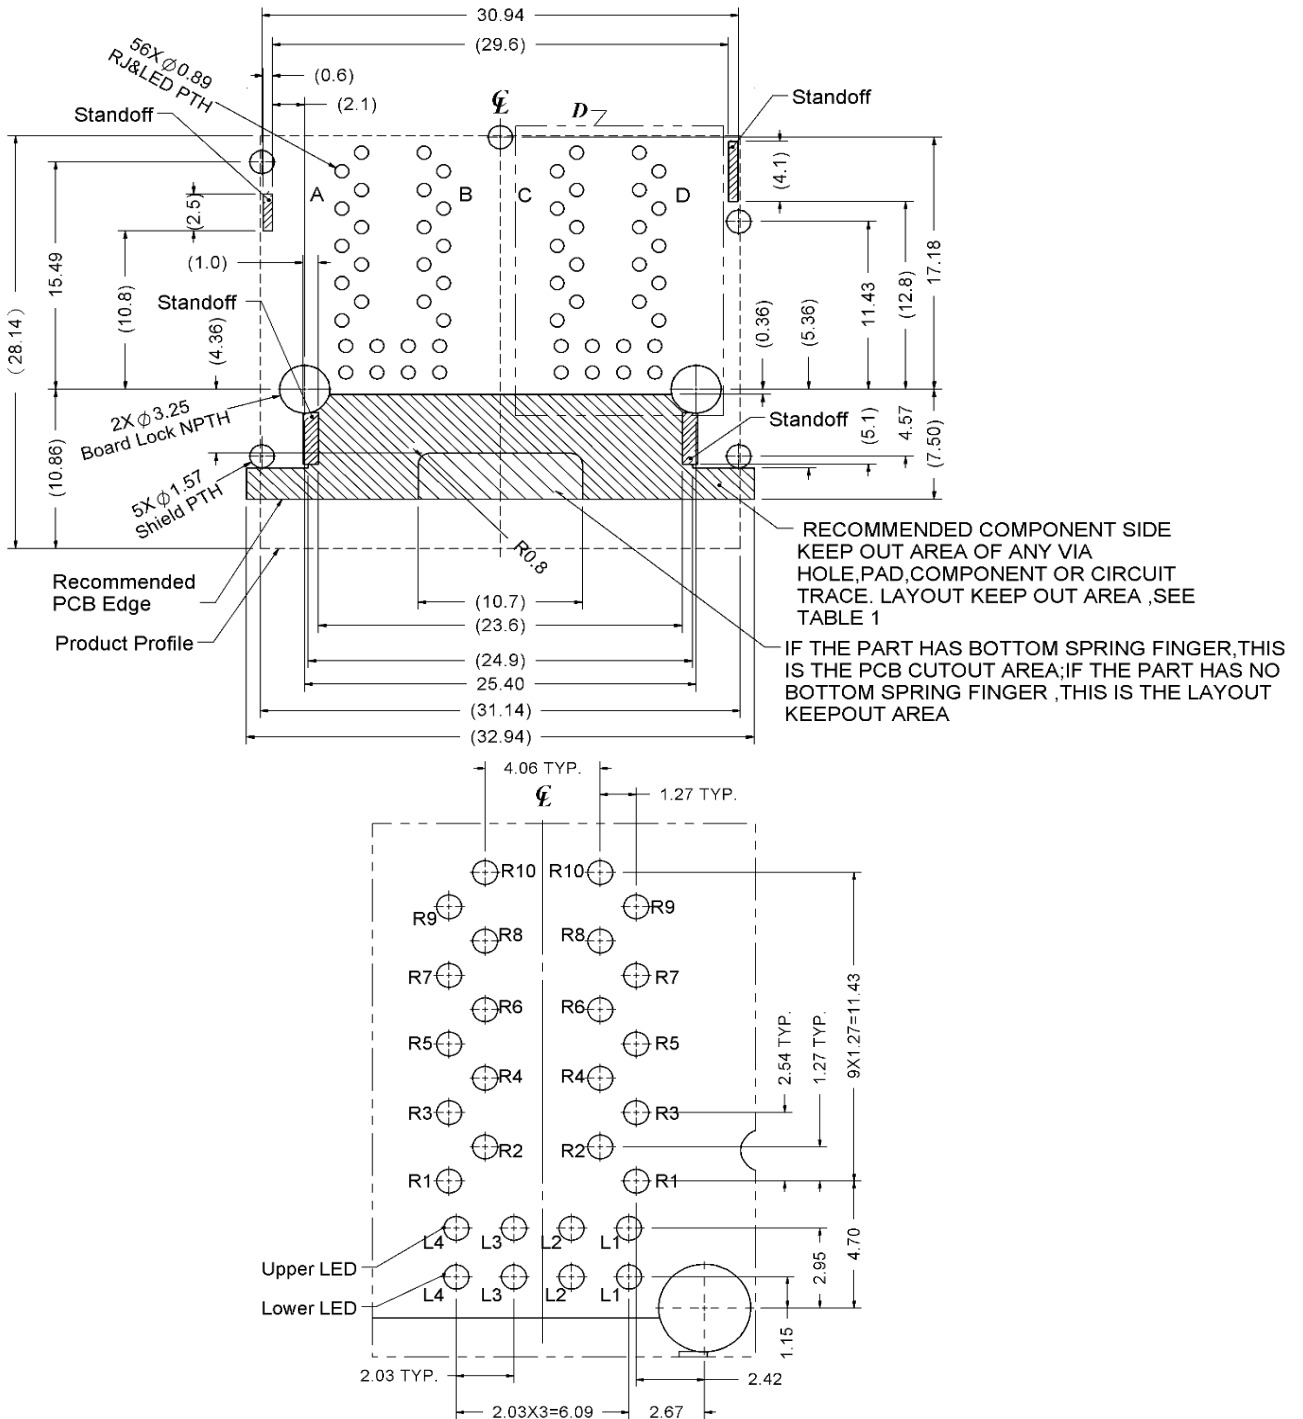 30.94
(29.6)
56X Ø0.89
RJ&LED PTH
(0.6)
(2.1)
Standoff
℄
D
Standoff
A
B
C
D
(4.1)
(2.5)
15.49
(28.14)
(10.8)
(1.0)
Standoff
(4.36)
(0.36)
(5.36)
11.43
(12.8)
17.18
2X Ø3.25
Board Lock NPTH
Standoff
(5.1)
4.57
(7.50)
(10.86)
5X Ø1.57
Shield PTH
R0.8
Recommended
PCB Edge
Product Profile
(10.7)
(23.6)
(24.9)
25.40
(31.14)
(32.94)
RECOMMENDED COMPONENT SIDE
KEEP OUT AREA OF ANY VIA
HOLE,PAD,COMPONENT OR CIRCUIT
TRACE. LAYOUT KEEP OUT AREA ,SEE
TABLE 1
IF THE PART HAS BOTTOM SPRING FINGER,THIS
IS THE PCB CUTOUT AREA;IF THE PART HAS NO
BOTTOM SPRING FINGER ,THIS IS THE LAYOUT
KEEPOUT AREA
4.06 TYP.
℄
1.27 TYP.
R10 R10
R9 R9
R8 R8
R7 R7
R6 R6
R5 R5
R4 R4
R3 R3
R2 R2
R1 R1
2.54 TYP.
1.27 TYP.
9X1.27=11.43
L4 L3 L2 L1
Upper LED
L4 L3 L2 L1
Lower LED
2.95
4.70
1.15
2.03 TYP.
2.42
2.03X3=6.09
2.67